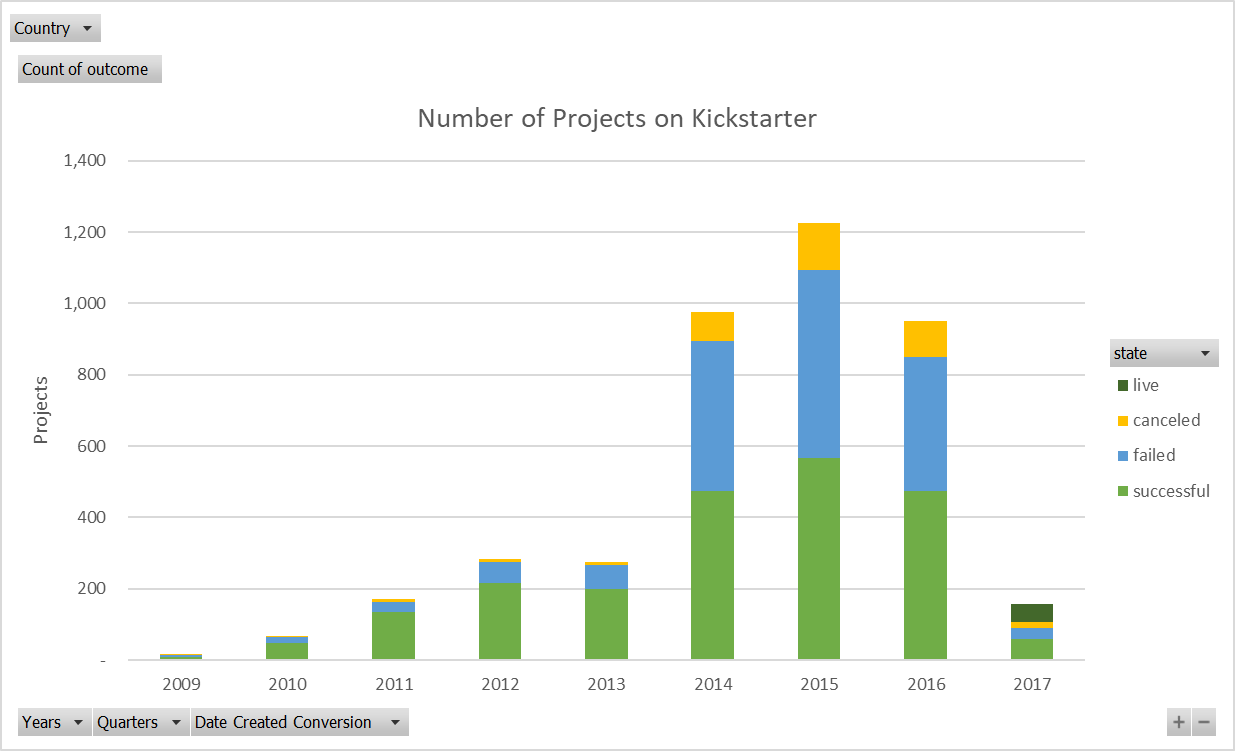 Country
Count of outcome
Number of Projects on Kickstarter
1,400
1,200
1,000
800
600
400
200
-
Projects
2009 2010 2011 2012 2013 2014 2015 2016 2017
state
live
canceled
failed
successful
Years Quarters Date Created Conversion
+ −